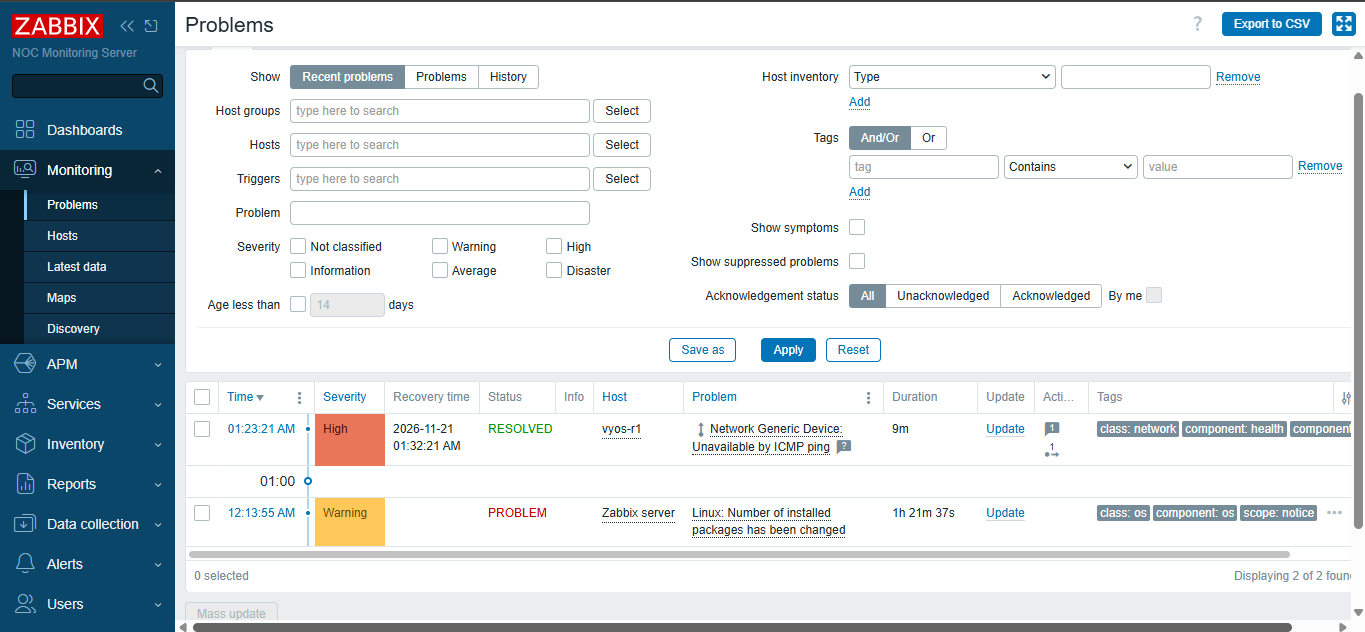 ZABBIX
NOC Monitoring Server
Dashboards
Monitoring
Problems
Hosts
Latest data
Maps
Discovery
APM
Services
Inventory
Reports
Data collection
Alerts
Users
Problems
? Export to CSV
Show Recent problems Problems History
Host groups type here to search Select
Hosts type here to search Select
Triggers type here to search Select
Problem
Severity Not classified Warning High
Information Average Disaster
Age less than 14 days
Host inventory Type Remove
Add
Tags And/Or Or
tag Contains value Remove
Add
Show symptoms
Show suppressed problems
Acknowledgement status All Unacknowledged Acknowledged By me
Save as Apply Reset
Time Severity Recovery time Status Info Host Problem Duration Update Acti... Tags
01:23:21 AM High 2026-11-21 RESOLVED vyos-r1 Network Generic Device: 9m Update 1 class: network component: health component
01:32:21 AM Unavailable by ICMP ping ? 1
01:00
12:13:55 AM Warning PROBLEM Zabbix server Linux: Number of installed 1h 21m 37s Update class: os component: os scope: notice
packages has been changed
0 selected Displaying 2 of 2 foun
Mass update